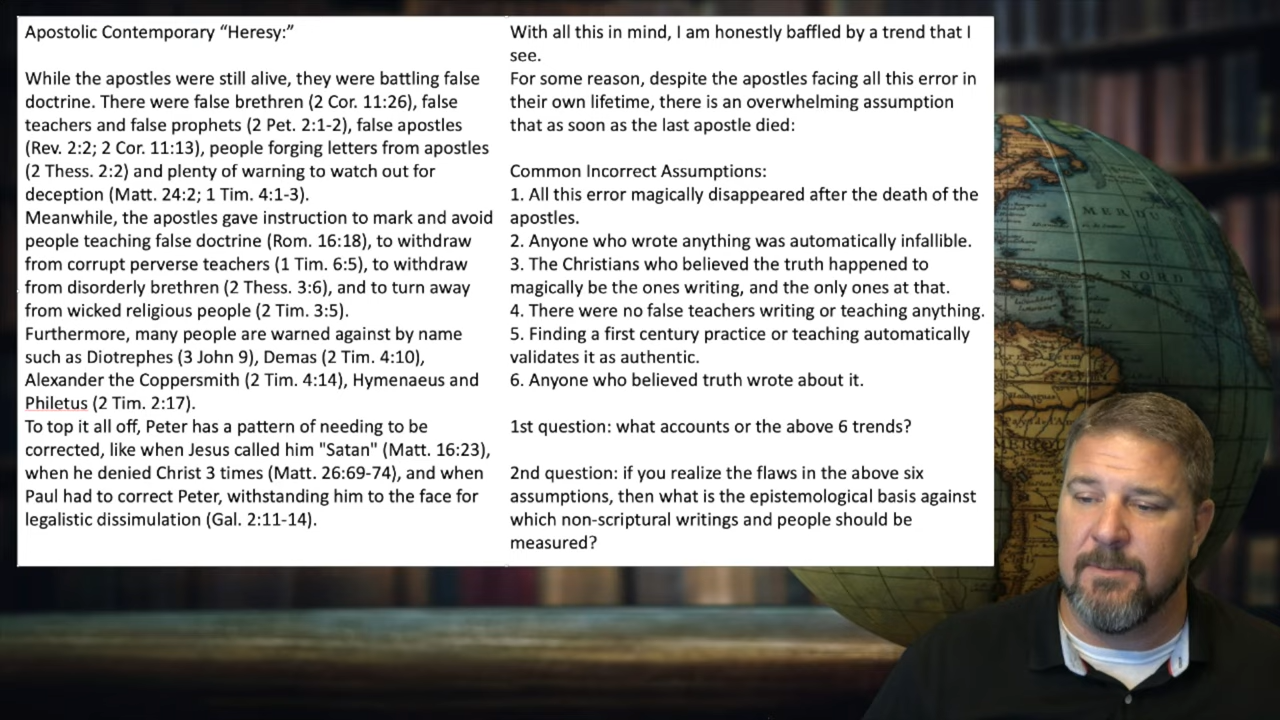 Apostolic Contemporary “Heresy:”
While the apostles were still alive, they were battling false
doctrine. There were false brethren (2 Cor. 11:26), false
teachers and false prophets (2 Pet. 2:1-2), false apostles
(Rev. 2:2; 2 Cor. 11:13), people forging letters from apostles
(2 Thess. 2:2) and plenty of warning to watch out for
deception (Matt. 24:2; 1 Tim. 4:1-3).
Meanwhile, the apostles gave instruction to mark and avoid
people teaching false doctrine (Rom. 16:18), to withdraw
from corrupt perverse teachers (1 Tim. 6:5), to withdraw
from disorderly brethren (2 Thess. 3:6), and to turn away
from wicked religious people (2 Tim. 3:5).
Furthermore, many people are warned against by name
such as Diotrephes (3 John 9), Demas (2 Tim. 4:10),
Alexander the Coppersmith (2 Tim. 4:14), Hymenaeus and
Philetus (2 Tim. 2:17).
To top it all off, Peter has a pattern of needing to be
corrected, like when Jesus called him "Satan" (Matt. 16:23),
when he denied Christ 3 times (Matt. 26:69-74), and when
Paul had to correct Peter, withstanding him to the face for
legalistic dissimulation (Gal. 2:11-14).
With all this in mind, I am honestly baffled by a trend that I
see.
For some reason, despite the apostles facing all this error in
their own lifetime, there is an overwhelming assumption
that as soon as the last apostle died:
Common Incorrect Assumptions:
1. All this error magically disappeared after the death of the
apostles.
2. Anyone who wrote anything was automatically infallible.
3. The Christians who believed the truth happened to
magically be the ones writing, and the only ones at that.
4. There were no false teachers writing or teaching anything.
5. Finding a first century practice or teaching automatically
validates it as authentic.
6. Anyone who believed truth wrote about it.
1st question: what accounts or the above 6 trends?
2nd question: if you realize the flaws in the above six
assumptions, then what is the epistemological basis against
which non-scriptural writings and people should be
measured?
MERDU
NORD